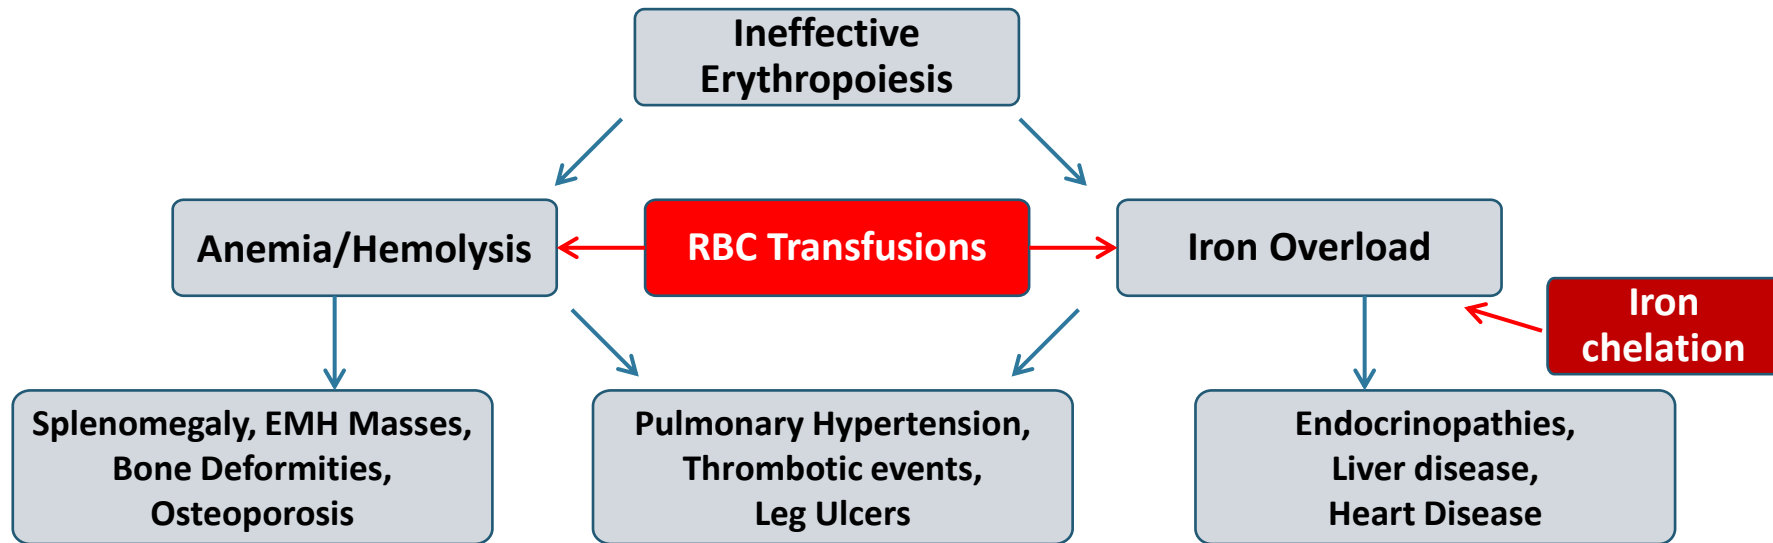 Ineffective
Erythropoiesis
Anemia/Hemolysis
RBC Transfusions
Iron Overload
Iron
chelation
Splenomegaly, EMH Masses,
Bone Deformities,
Osteoporosis
Pulmonary Hypertension,
Thrombotic events,
Leg Ulcers
Endocrinopathies,
Liver disease,
Heart Disease